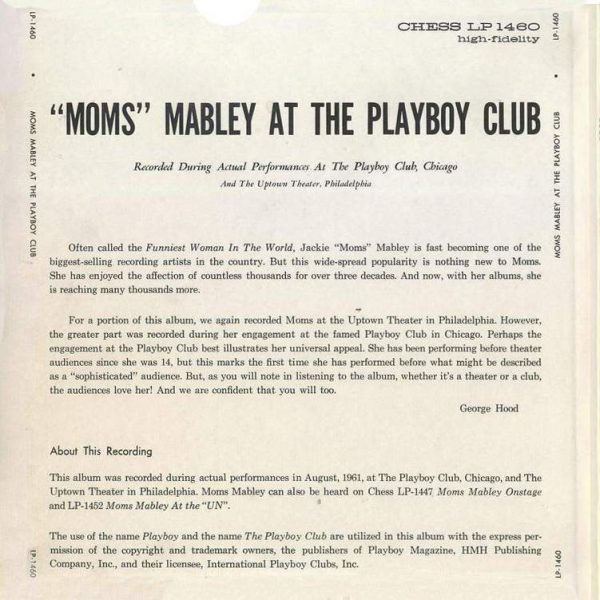 CHESS LP 1460
high-fidelity
LP-1460
•
MOMS MABLEY AT THE PLAYBOY CLUB
LP-1460
LP-1460
•
MOMS MABLEY AT THE PLAYBOY CLUB
LP-1460
"MOMS" MABLEY AT THE PLAYBOY CLUB
Recorded During Actual Performances At The Playboy Club, Chicago
And The Uptown Theater, Philadelphia
Often called the Funniest Woman In The World, Jackie "Moms" Mabley is fast becoming one of the
biggest-selling recording artists in the country. But this wide-spread popularity is nothing new to Moms.
She has enjoyed the affection of countless thousands for over three decades. And now, with her albums, she
is reaching many thousands more.
For a portion of this album, we again recorded Moms at the Uptown Theater in Philadelphia. However,
the greater part was recorded during her engagement at the famed Playboy Club in Chicago. Perhaps the
engagement at the Playboy Club best illustrates her universal appeal. She has been performing before theater
audiences since she was 14, but this marks the first time she has performed before what might be described
as a "sophisticated" audience. But, as you will note in listening to the album, whether it's a theater or a club,
the audiences love her! And we are confident that you will too.
George Hood
About This Recording
This album was recorded during actual performances in August, 1961, at The Playboy Club, Chicago, and The
Uptown Theater in Philadelphia. Moms Mabley can also be heard on Chess LP-1447 Moms Mabley Onstage
and LP-1452 Moms Mabley At the "UN".
The use of the name Playboy and the name The Playboy Club are utilized in this album with the express per-
mission of the copyright and trademark owners, the publishers of Playboy Magazine, HMH Publishing
Company, Inc., and their licensee, International Playboy Clubs, Inc.